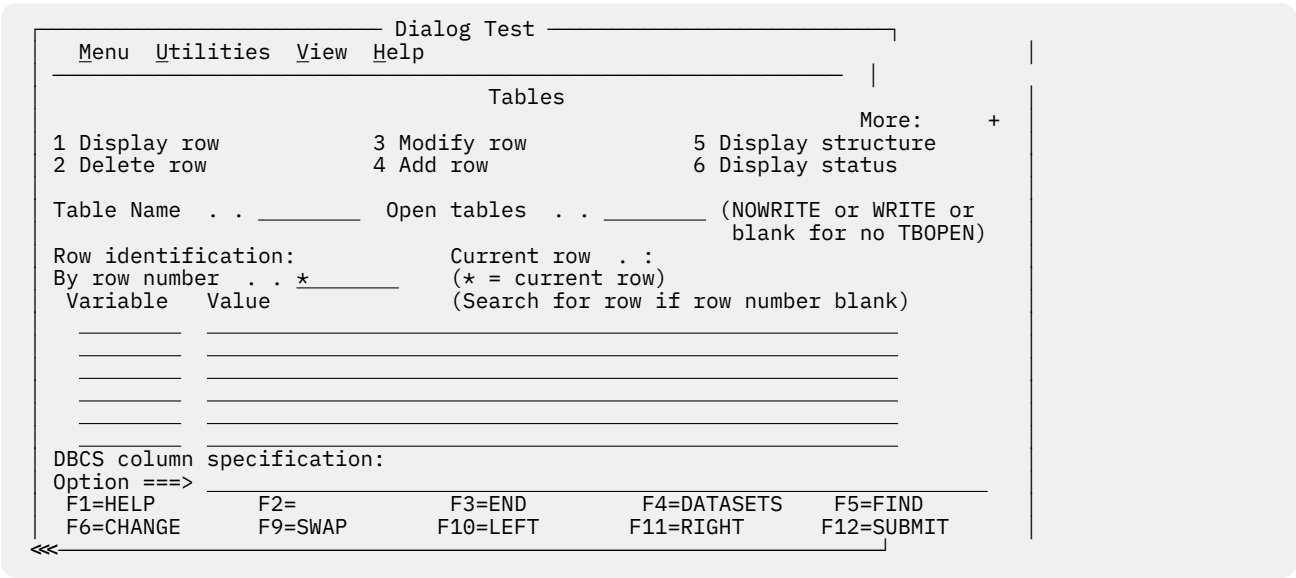 Dialog Test
Menu Utilities View Help
Tables
More: +
1 Display row 3 Modify row 5 Display structure
2 Delete row 4 Add row 6 Display status
Table Name . . ________ Open tables . . ________ (NOWRITE or WRITE or
blank for no TBOPEN)
Row identification: Current row . :
By row number . . *_______ (* = current row)
Variable Value (Search for row if row number blank)
DBCS column specification:
Option ===>
F1=HELP F2= F3=END F4=DATASETS F5=FIND
F6=CHANGE F9=SWAP F10=LEFT F11=RIGHT F12=SUBMIT